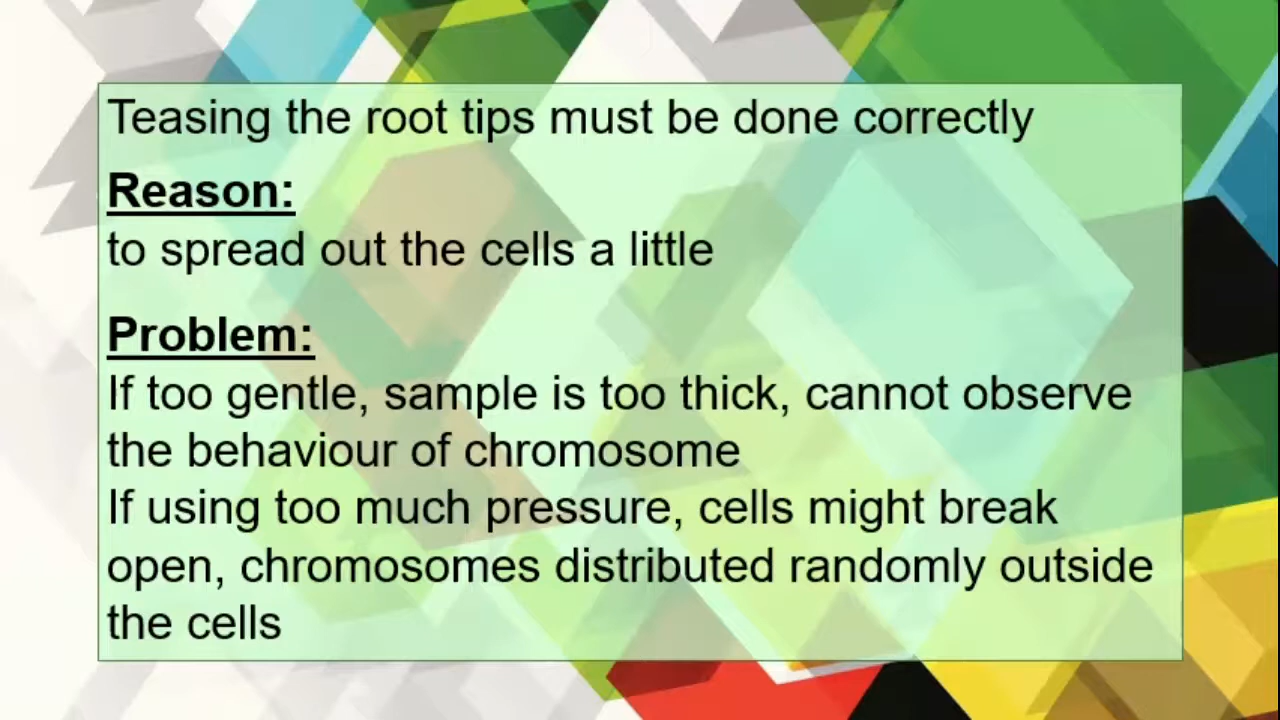 Teasing the root tips must be done correctly
Reason:
to spread out the cells a little
Problem:
If too gentle, sample is too thick, cannot observe
the behaviour of chromosome
If using too much pressure, cells might break
open, chromosomes distributed randomly outside
the cells